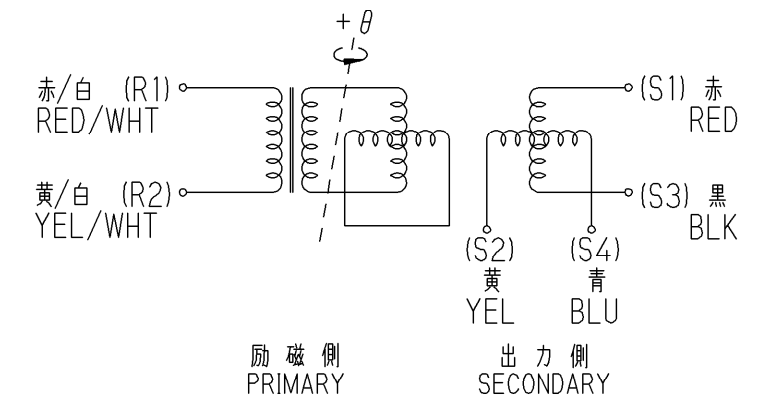 +θ
赤/白 (R1)
RED/WHT
黄/白 (R2)
YEL/WHT
(S1) 赤
RED
(S3) 黒
BLK
(S2)
黄
YEL
(S4)
青
BLU
励磁側
PRIMARY
出力側
SECONDARY